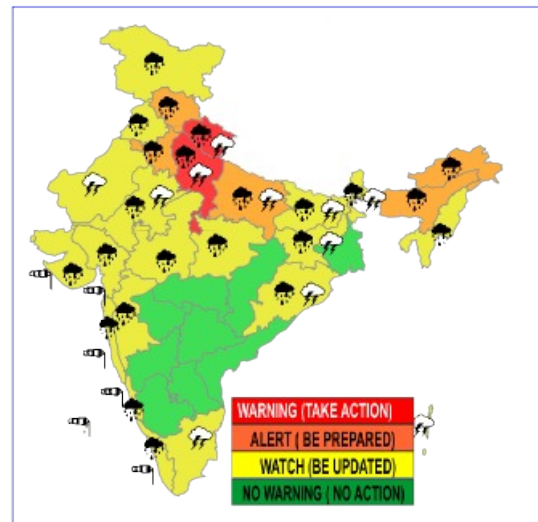 WARNING (TAKE ACTION)
ALERT ( BE PREPARED)
WATCH (BE UPDATED)
NO WARNING ( NO ACTION)